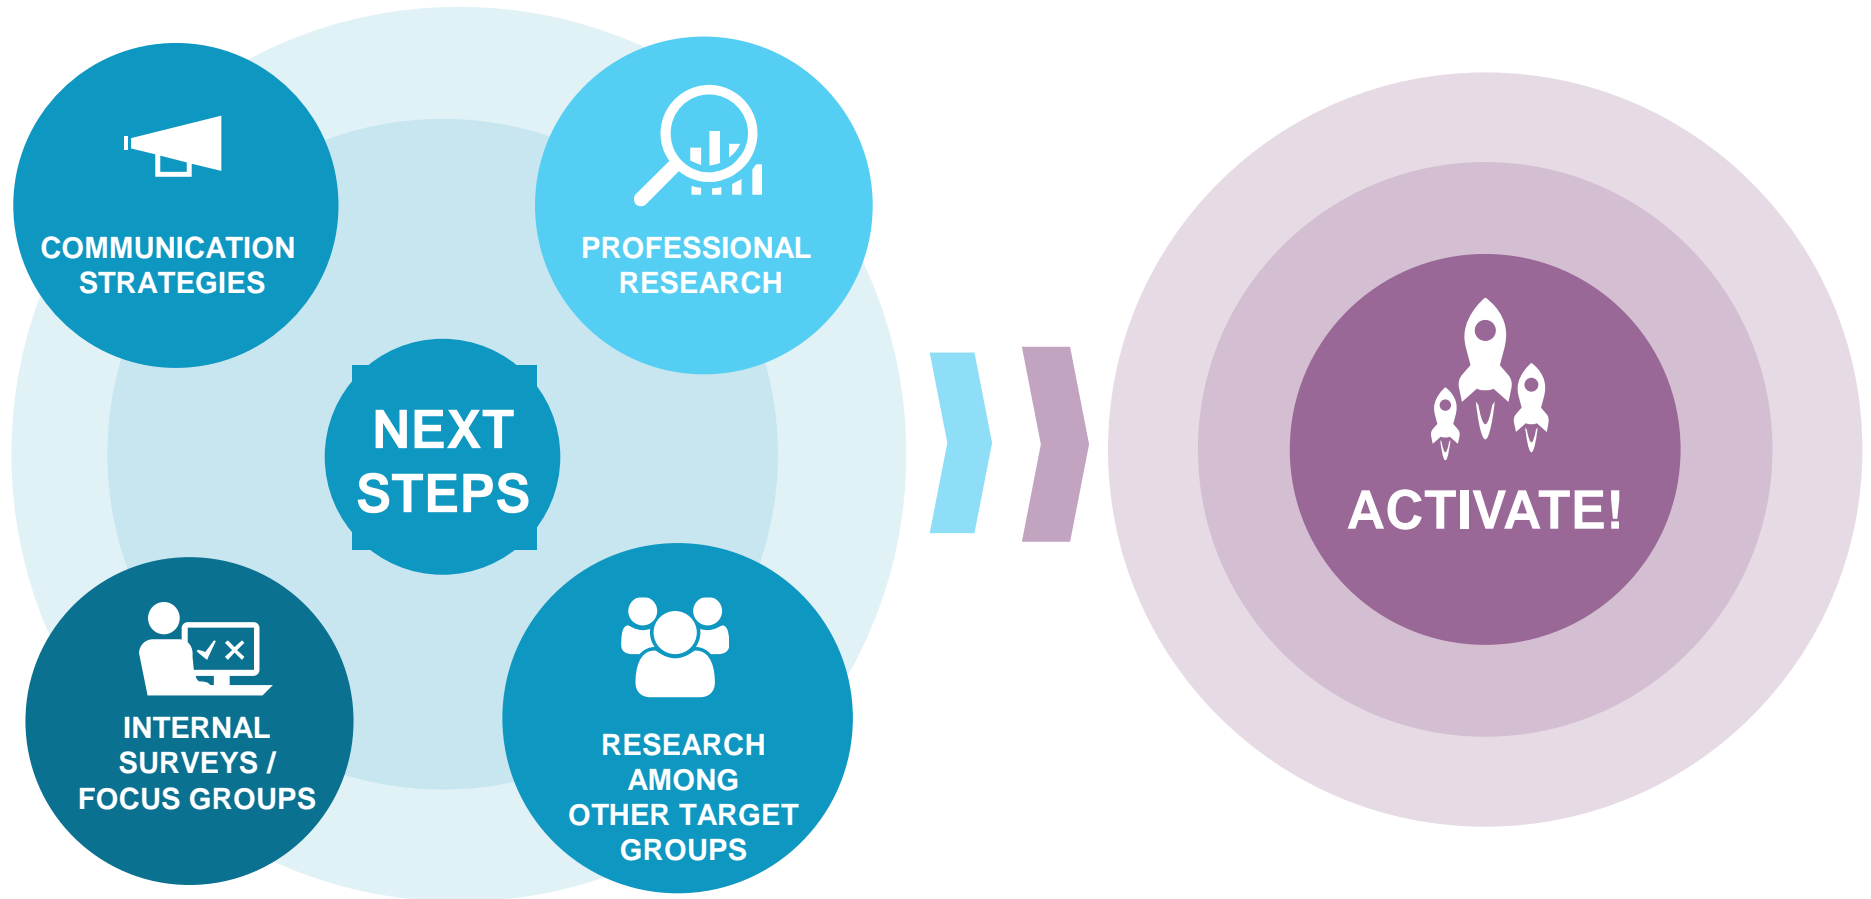 COMMUNICATION
STRATEGIES
PROFESSIONAL
RESEARCH
NEXT
STEPS
INTERNAL
SURVEYS /
FOCUS GROUPS
RESEARCH
AMONG
OTHER TARGET
GROUPS
ACTIVATE!